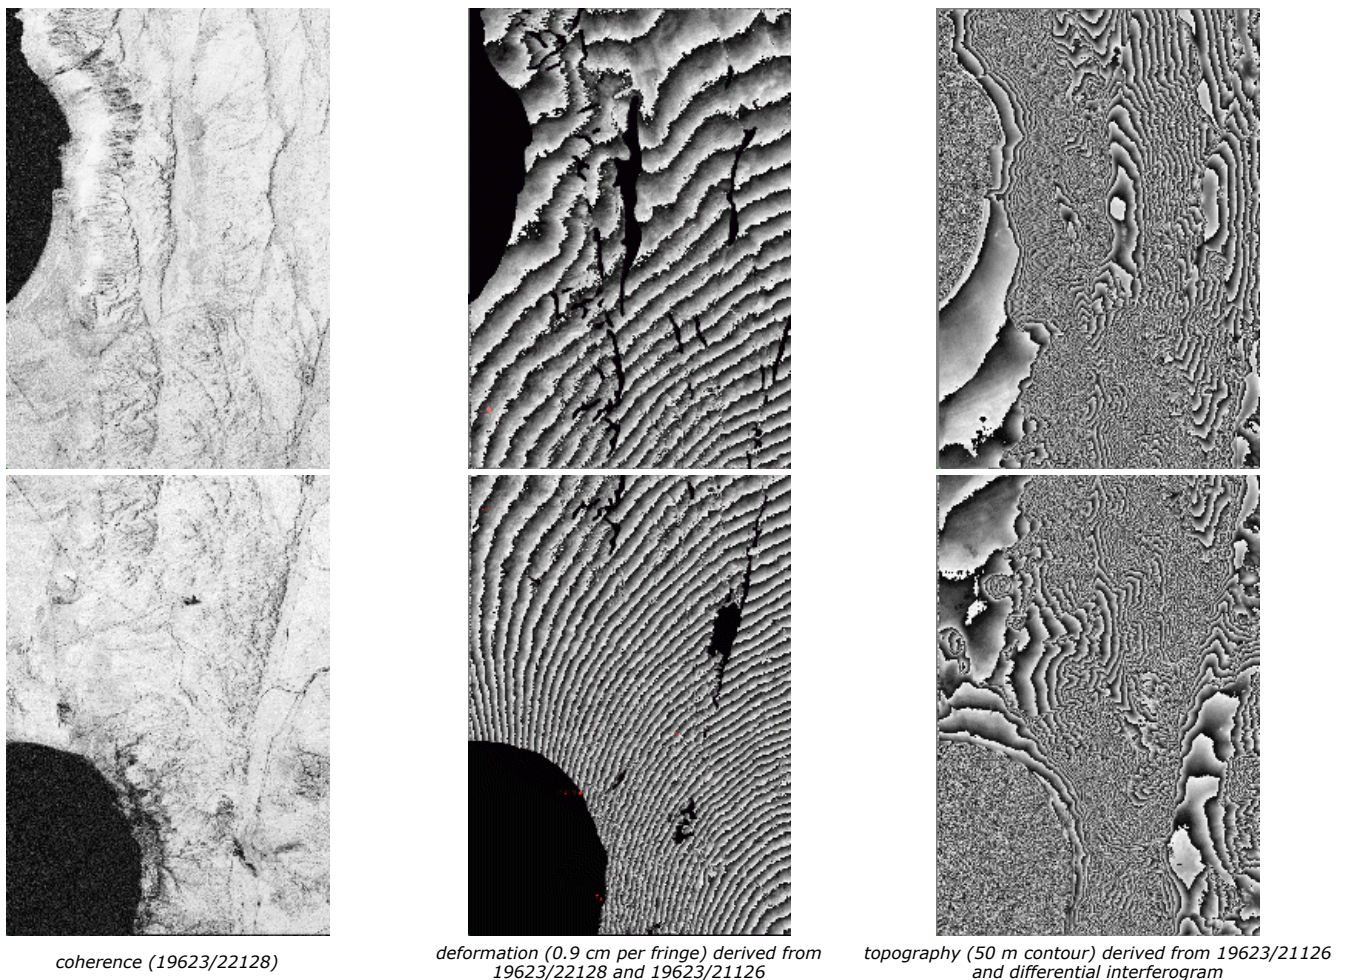 coherence (19623/22128)
deformation (0.9 cm per fringe) derived from
19623/22128 and 19623/21126
topography (50 m contour) derived from 19623/21126
and differential interferogram